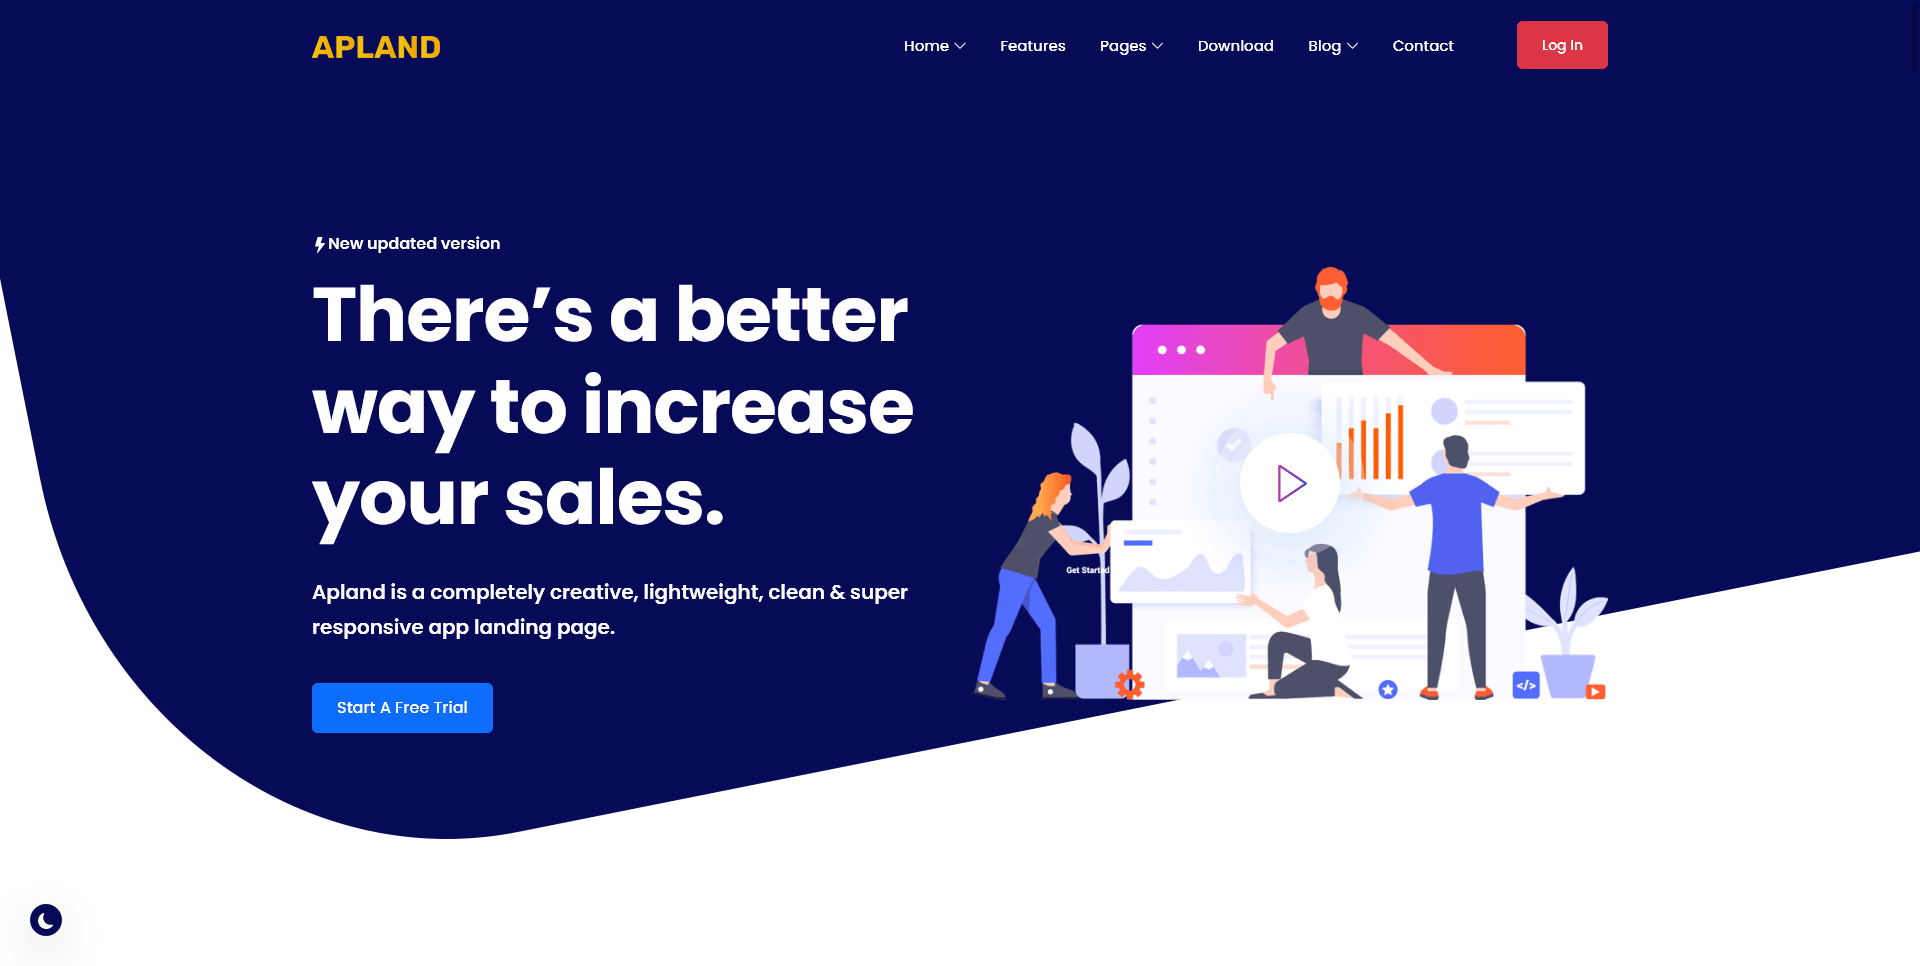 APLAND
Home
Features
Pages
Download
Blog
Contact
Log In
New updated version
There’s a better
way to increase
your sales.
Apland is a completely creative, lightweight, clean & super
responsive app landing page.
Start A Free Trial
Get Started
</>